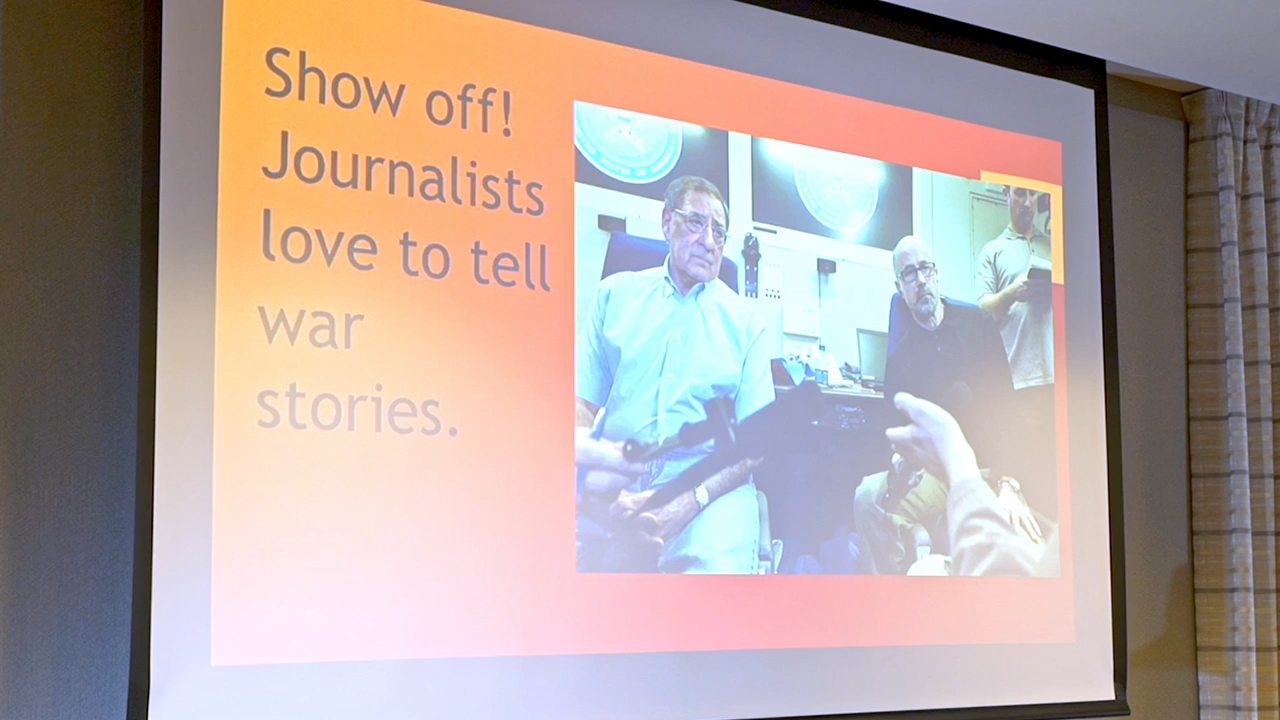 Show off!
Journalists
love to tell
war
stories.